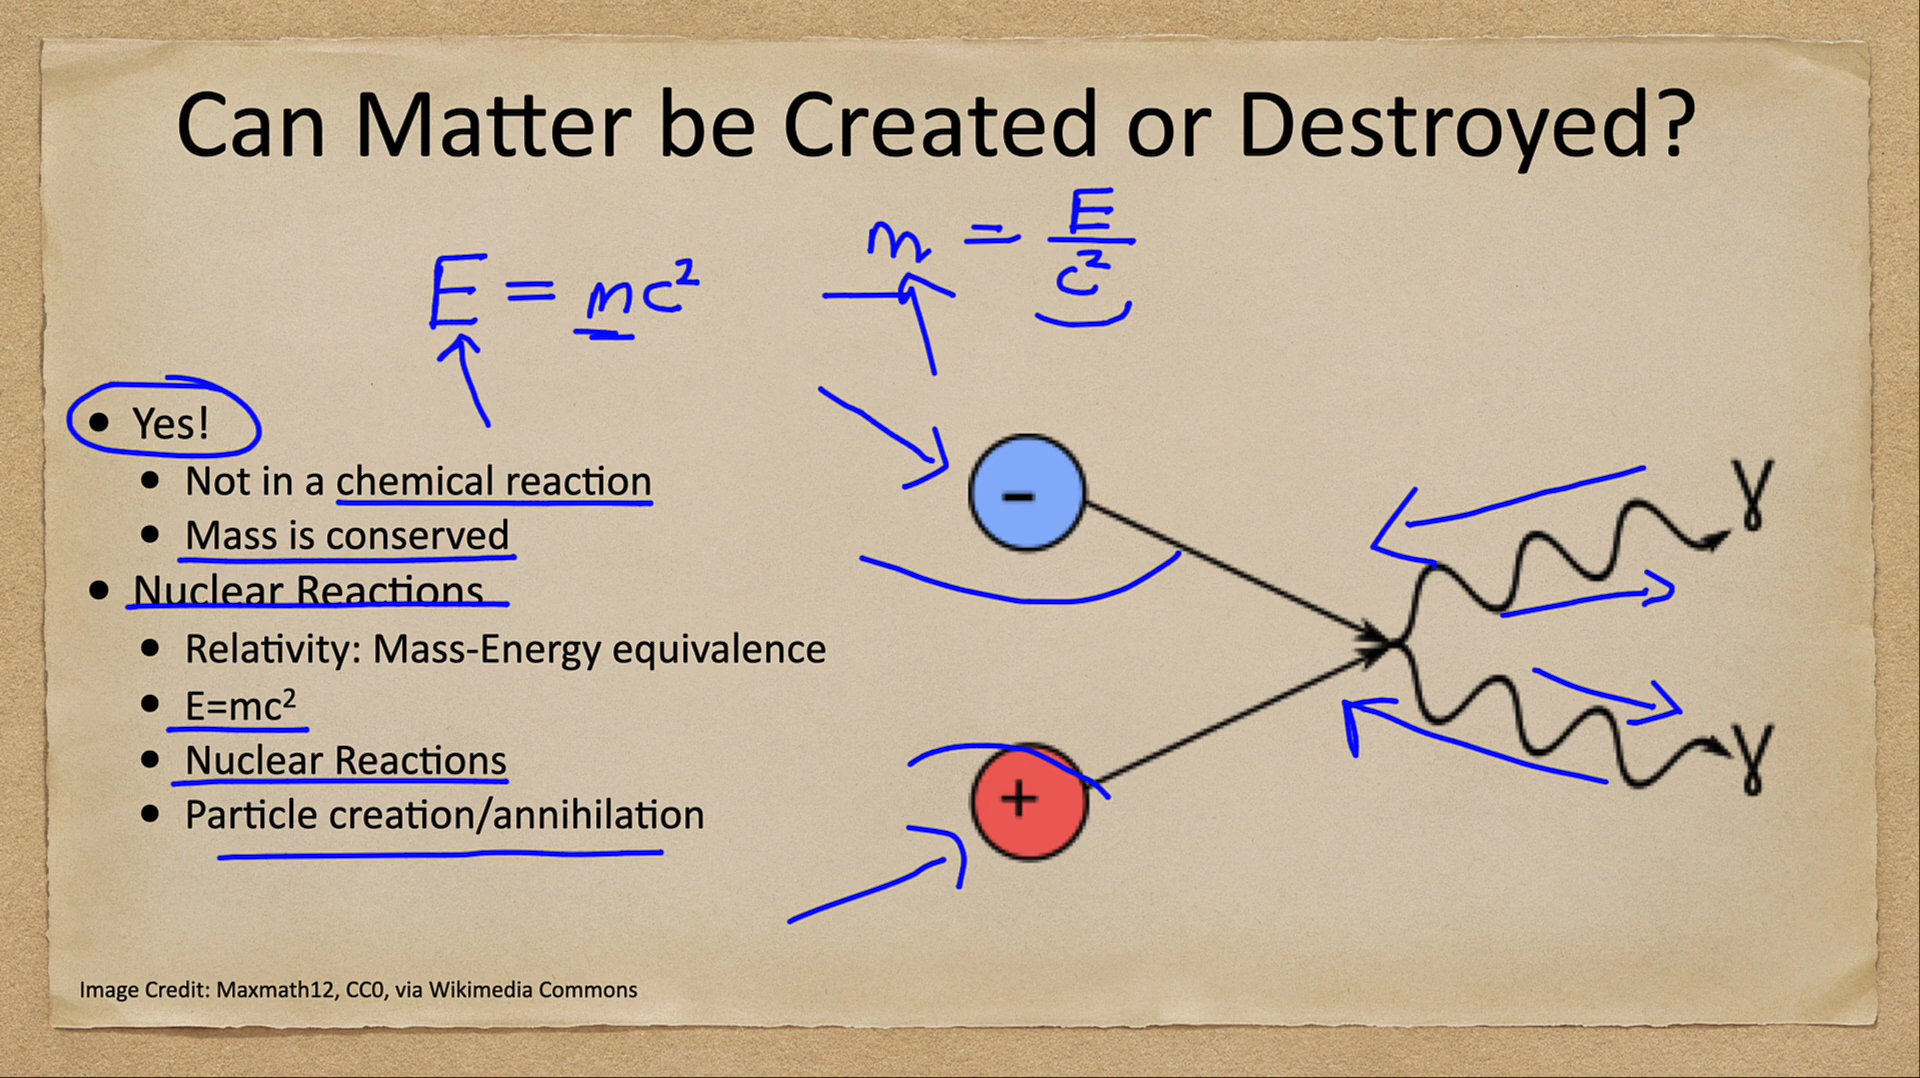 Can Matter be Created or Destroyed?
E = mc²
m = E/c²
• Yes!
• Not in a chemical reaction
• Mass is conserved
• Nuclear Reactions
• Relativity: Mass-Energy equivalence
• E=mc²
• Nuclear Reactions
• Particle creation/annihilation
-
+
γ
γ
Image Credit: Maxmath12, CC0, via Wikimedia Commons